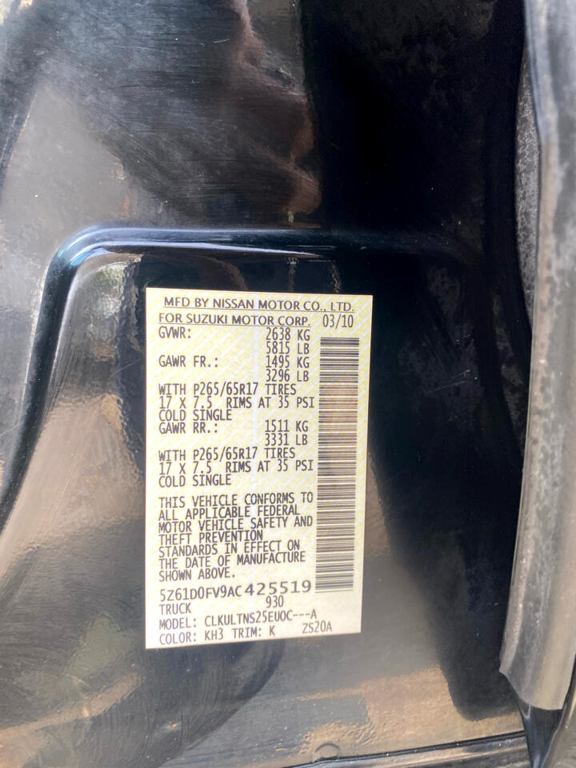 MFD BY NISSAN MOTOR CO., LTD.
FOR SUZUKI MOTOR CORP. 03/10
GVWR: 2638 KG
5815 LB
GAWR FR.: 1495 KG
3296 LB
WITH P265/65R17 TIRES
17 X 7.5 RIMS AT 35 PSI
COLD SINGLE
GAWR RR.: 1511 KG
3331 LB
WITH P265/65R17 TIRES
17 X 7.5 RIMS AT 35 PSI
COLD SINGLE
THIS VEHICLE CONFORMS TO
ALL APPLICABLE FEDERAL
MOTOR VEHICLE SAFETY AND
THEFT PREVENTION
STANDARDS IN EFFECT ON
THE DATE OF MANUFACTURE
SHOWN ABOVE.
5Z61D0FV9AC425519
TRUCK 930
MODEL: CLKULTNS25EUOC---A
COLOR: KH3 TRIM: K ZS20A